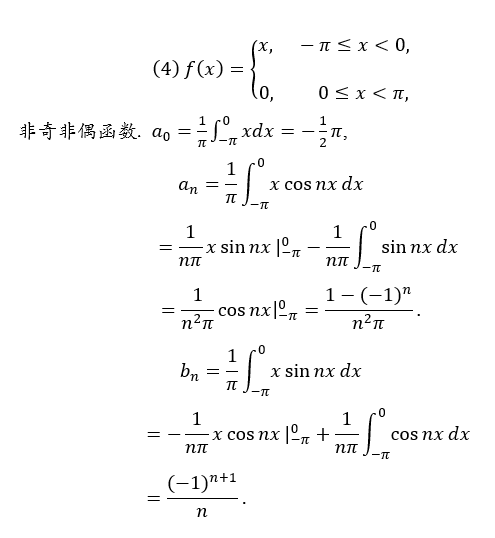 (4) f(x) = { x, − π ≤ x < 0,
0, 0 ≤ x < π,
非奇非偶函数. a₀ = 1/π ∫_{−π}^{0} xdx = − 1/2 π,
aₙ = 1/π ∫_{−π}^{0} x cos nx dx
= 1/nπ x sin nx |_{−π}^{0} − 1/nπ ∫_{−π}^{0} sin nx dx
= 1/n²π cos nx|_{−π}^{0} = 1 − (−1)ⁿ / n²π .
bₙ = 1/π ∫_{−π}^{0} x sin nx dx
= − 1/nπ x cos nx |_{−π}^{0} + 1/nπ ∫_{−π}^{0} cos nx dx
= (−1)ⁿ⁺¹ / n .